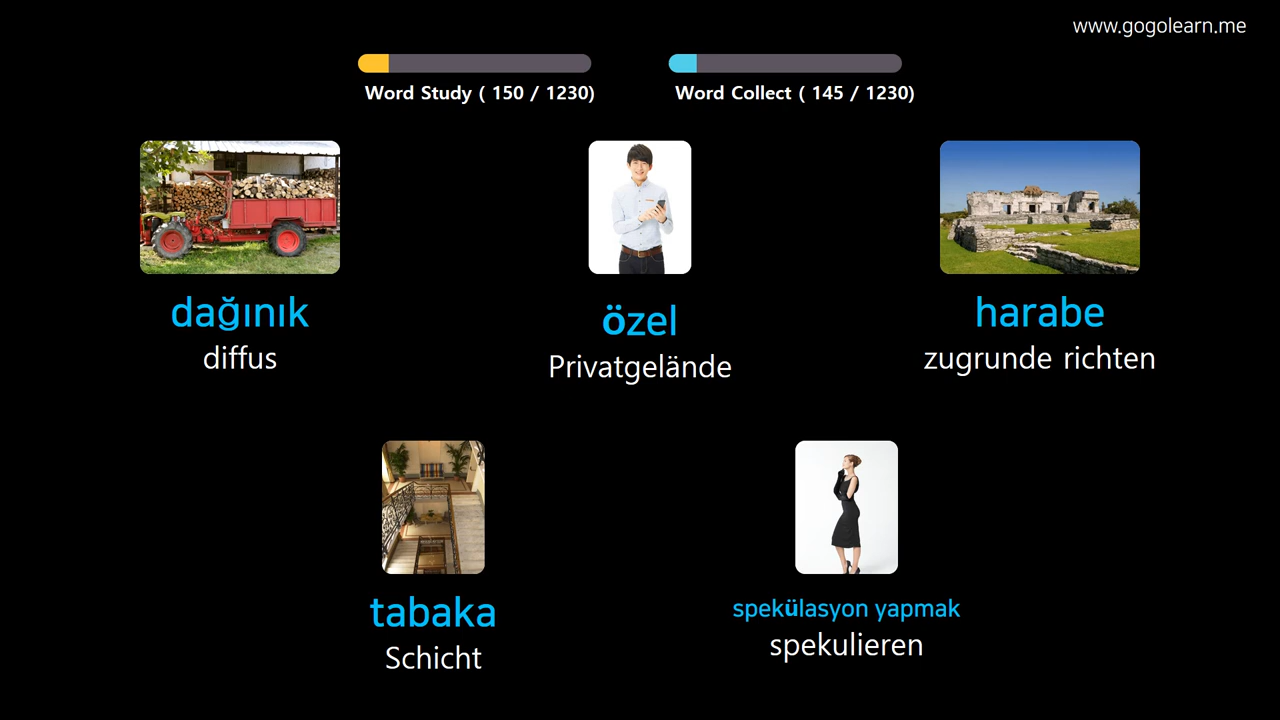 www.gogolearn.me
Word Study ( 150 / 1230)
Word Collect ( 145 / 1230)
dağınık
diffus
özel
Privatgelände
harabe
zugrunde richten
tabaka
Schicht
spekülasyon yapmak
spekulieren